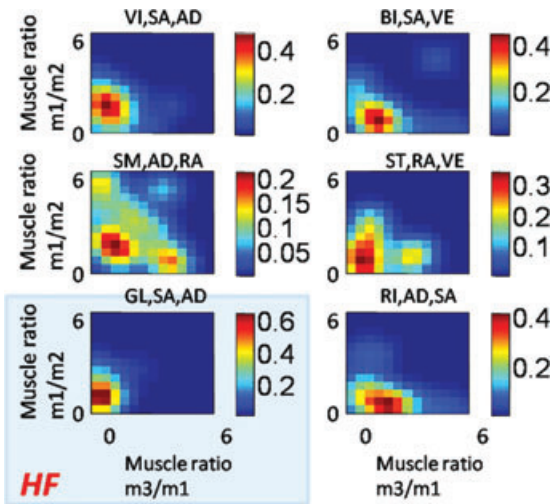 VI,SA,AD
BI,SA,VE
Muscle ratio
m1/m2
6
0
0.4
0.2
6
0
0.4
0.2
SM,AD,RA
ST,RA,VE
Muscle ratio
m1/m2
6
0
0.2
0.15
0.1
0.05
6
0
0.3
0.2
0.1
GL,SA,AD
RI,AD,SA
Muscle ratio
m1/m2
6
0
0.6
0.4
0.2
6
0
0.4
0.2
0 6
0 6
HF
Muscle ratio
m3/m1
Muscle ratio
m3/m1